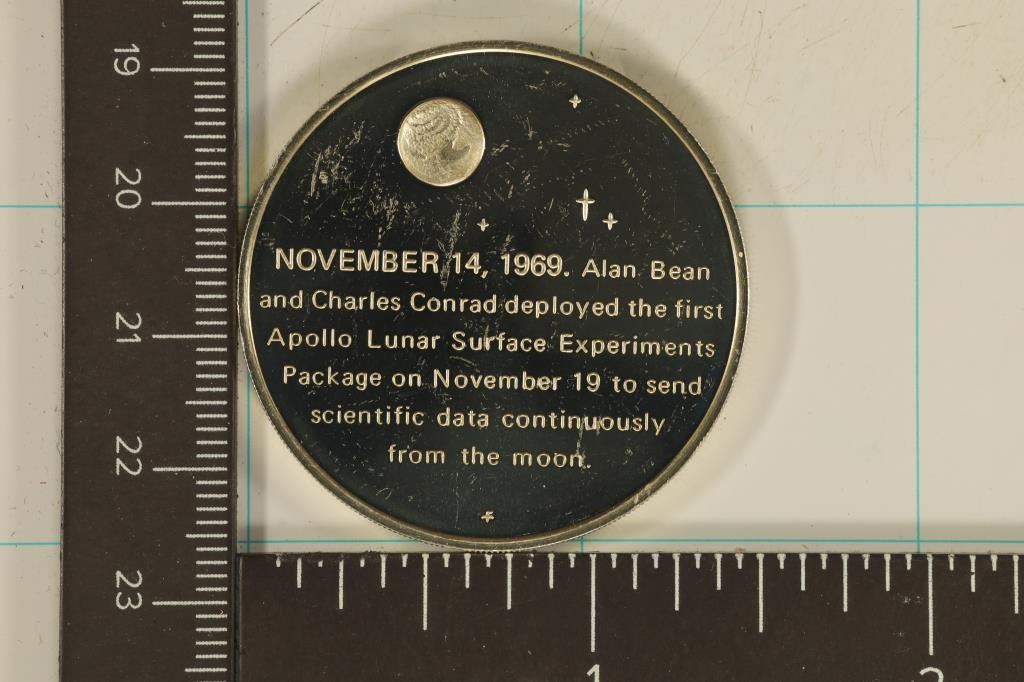 19
20
21
22
23
NOVEMBER 14, 1969. Alan Bean
and Charles Conrad deployed the first
Apollo Lunar Surface Experiments
Package on November 19 to send
scientific data continuously
from the moon.
1
2